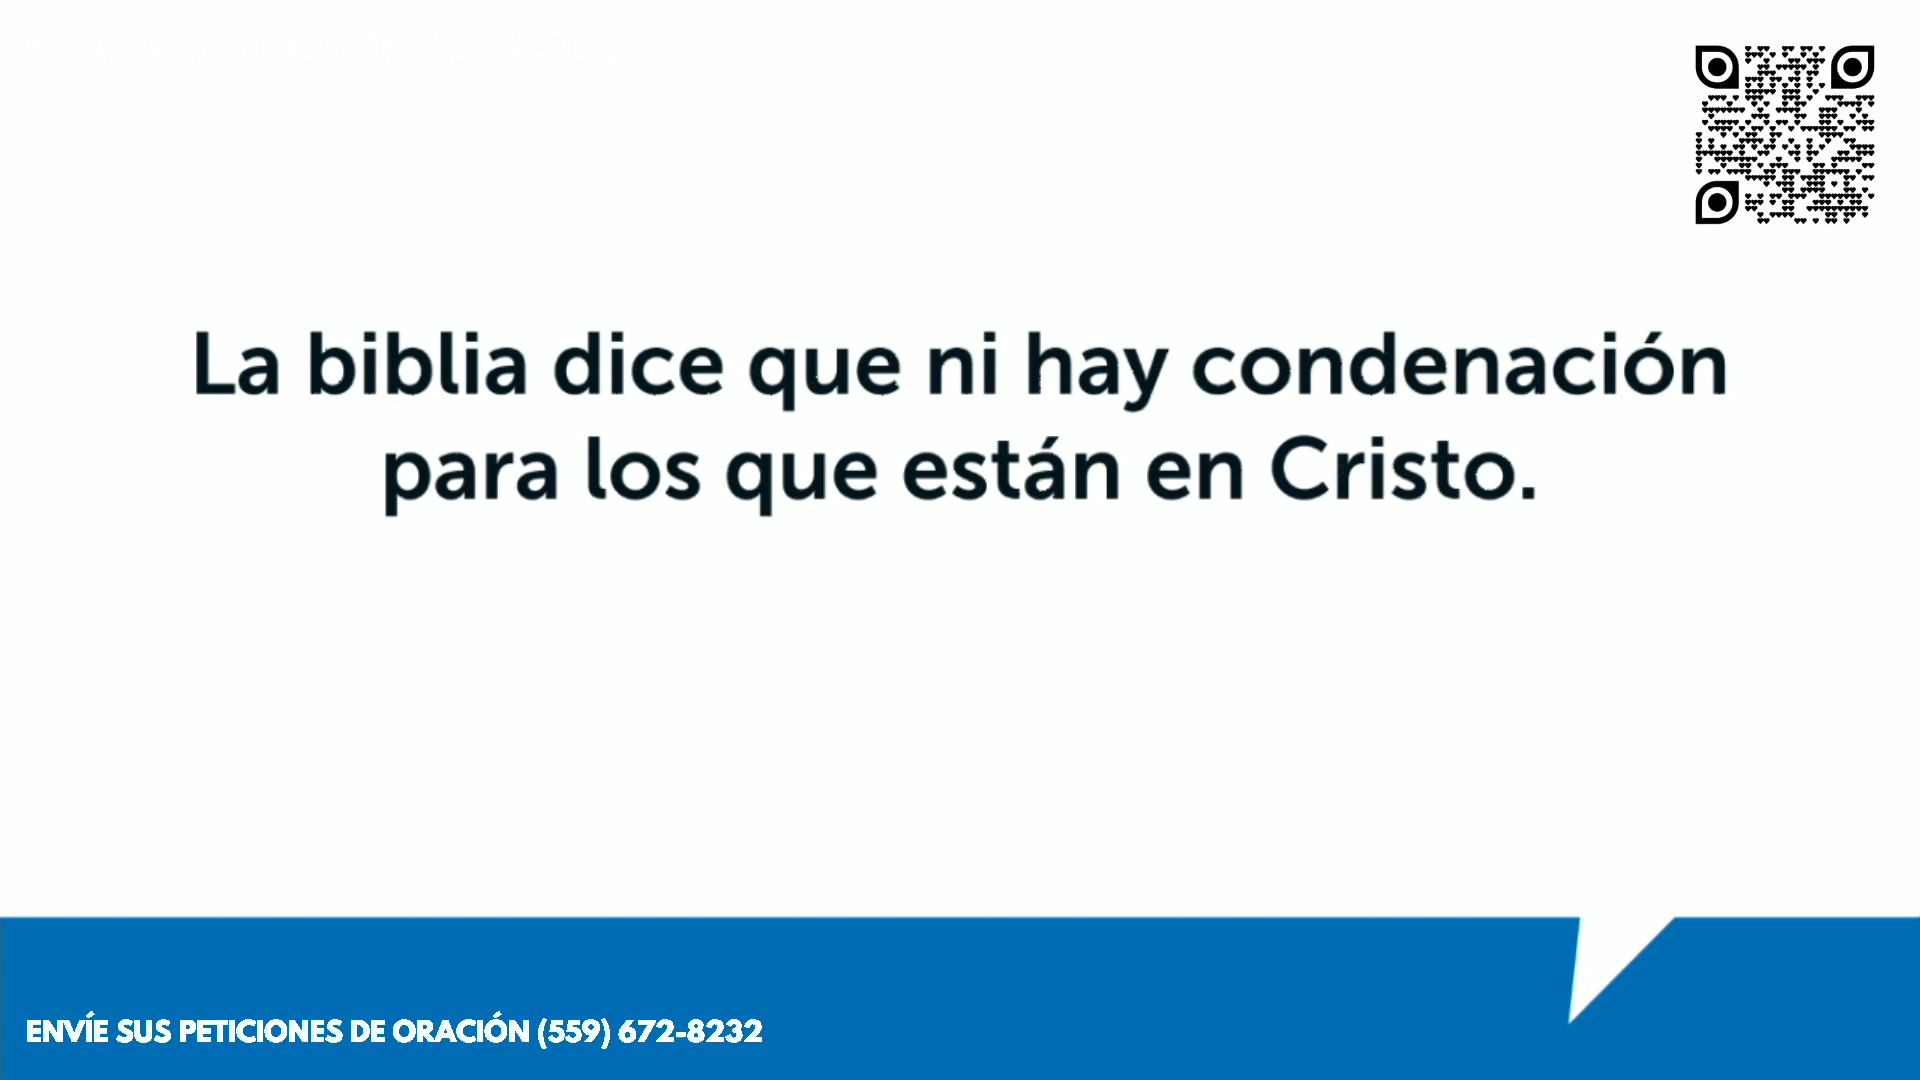 La biblia dice que ni hay condenación
para los que están en Cristo.
ENVÍE SUS PETICIONES DE ORACIÓN (559) 672-8232